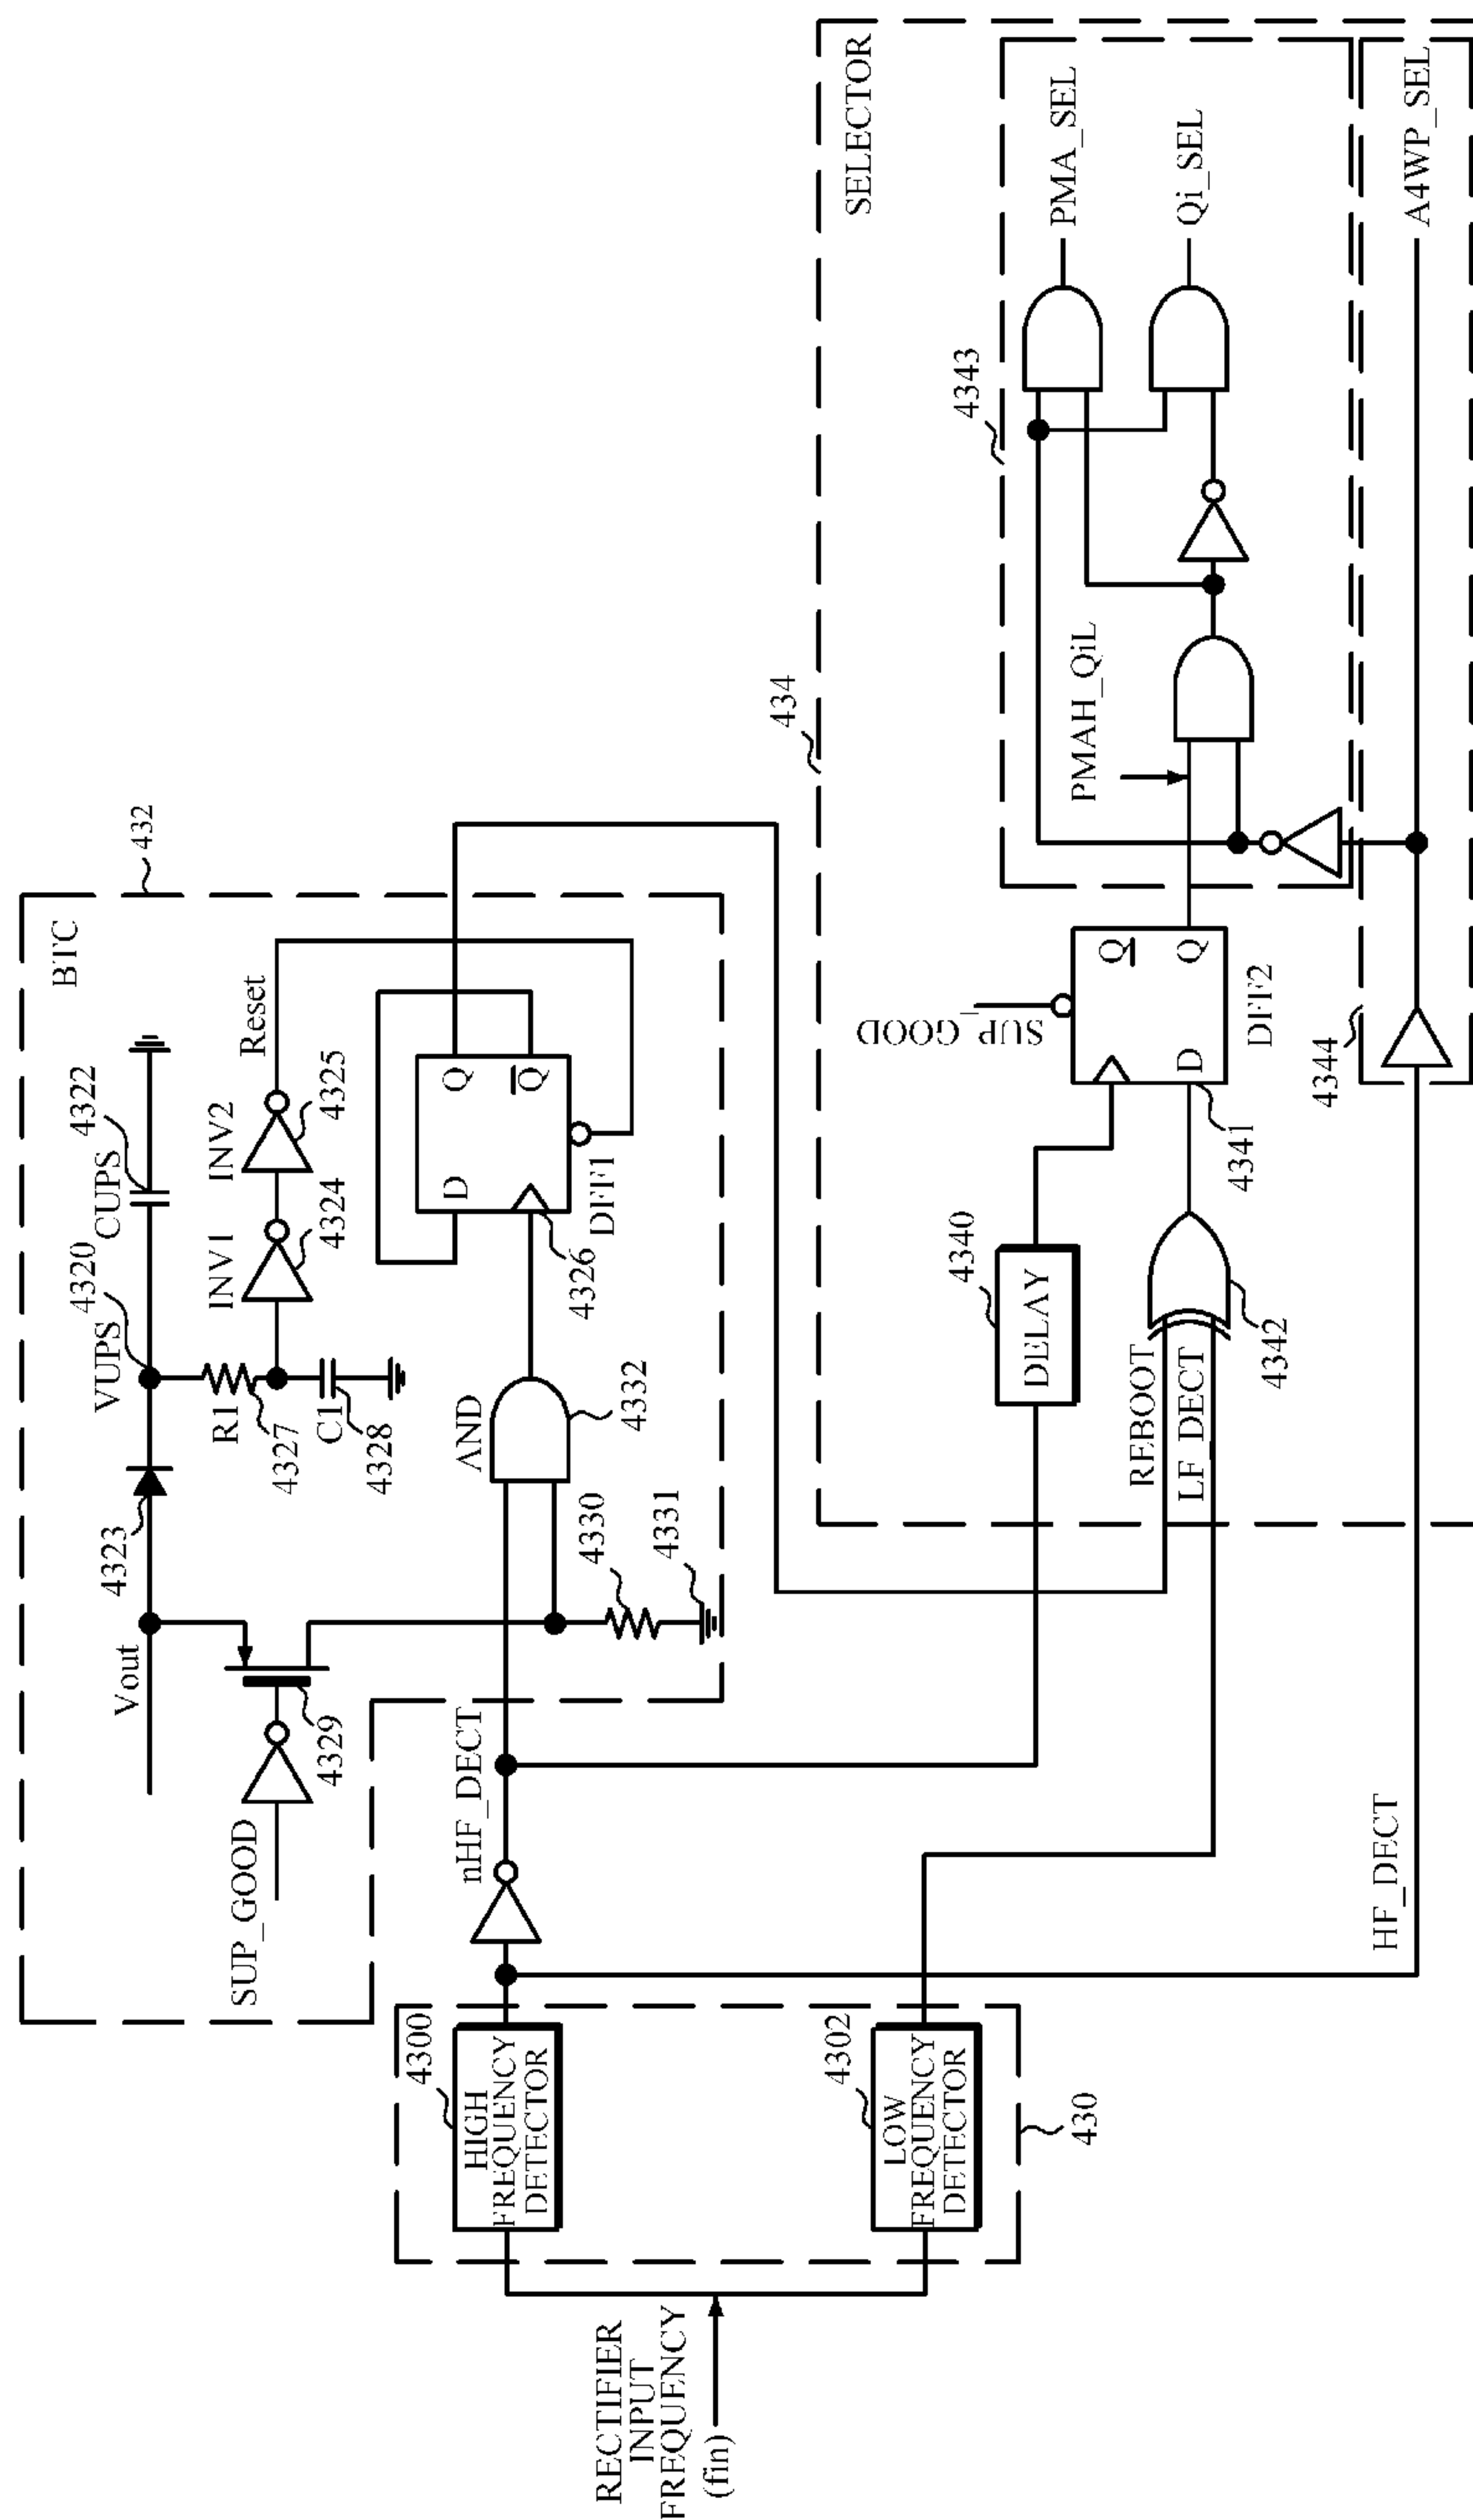 BTC
432
Vout
4323
VUPS
4320
CUPS
4322
SUP_GOOD
4329
R1
4327
C1
4328
INV1
4324
INV2
4325
Reset
nHF_DECT
AND
4332
4330
4331
D
Q
Q
DFF1
4326
RECTIFIER
INPUT
FREQUENCY
(fin)
4300
HIGH
FREQUENCY
DETECTOR
4302
LOW
FREQUENCY
DETECTOR
430
434
SELECTOR
4340
DELAY
REBOOT
LF_DECT
4342
SUP_GOOD
Q
D
Q
DFF2
4341
4343
PMAH_QiL
PMA_SEL
Qi_SEL
HF_DECT
4344
A4WP_SEL